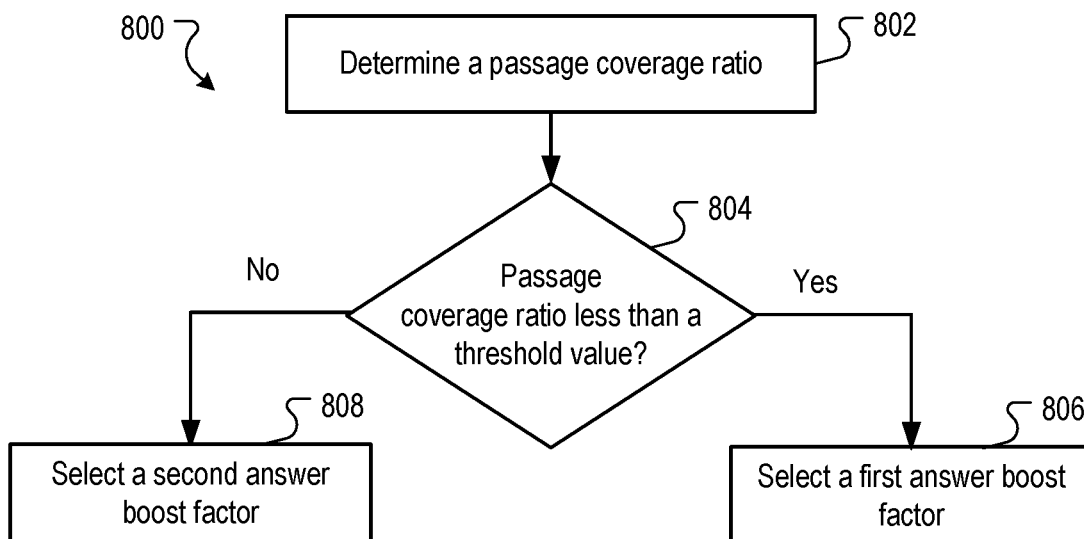 800
802
Determine a passage coverage ratio
804
No
Passage
coverage ratio less than a
threshold value?
Yes
808
Select a second answer
boost factor
806
Select a first answer boost
factor